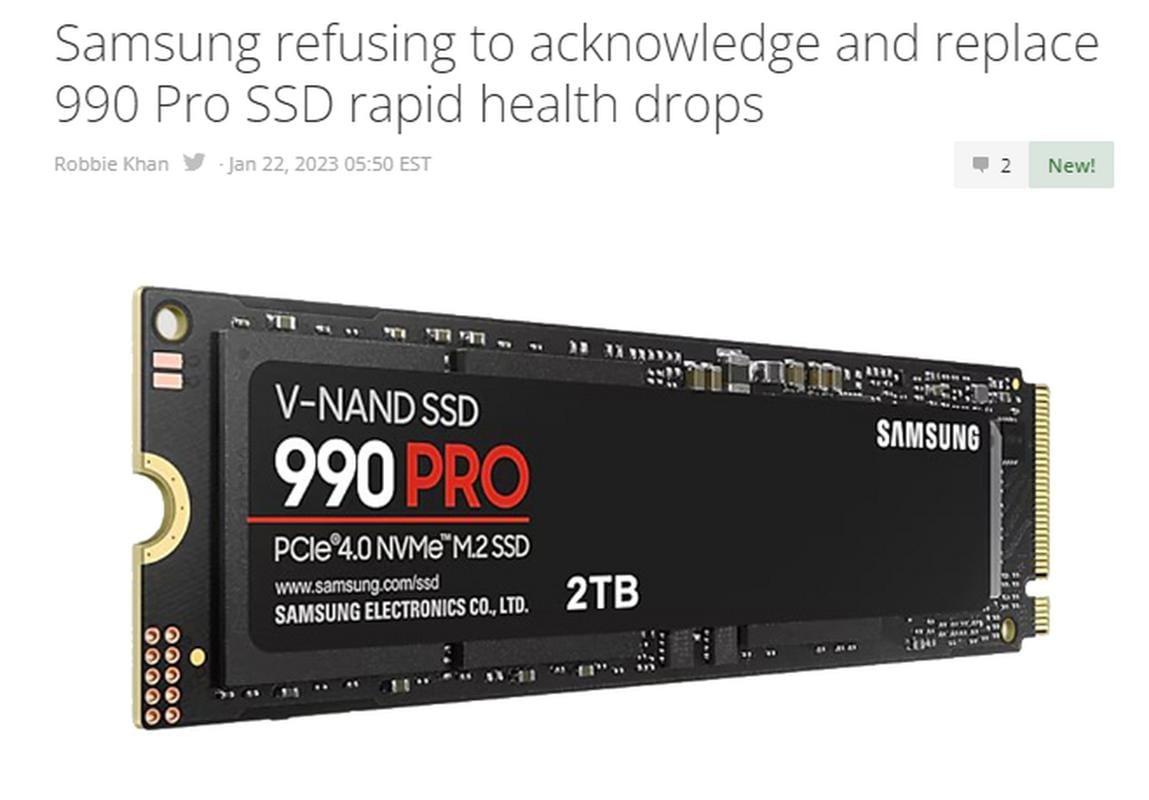 Samsung refusing to acknowledge and replace
990 Pro SSD rapid health drops
Robbie Khan · Jan 22, 2023 05:50 EST
2 New!
V-NAND SSD
990 PRO
SAMSUNG
PCIe®4.0 NVMe™ M.2 SSD
www.samsung.com/ssd
SAMSUNG ELECTRONICS CO., LTD.
2TB